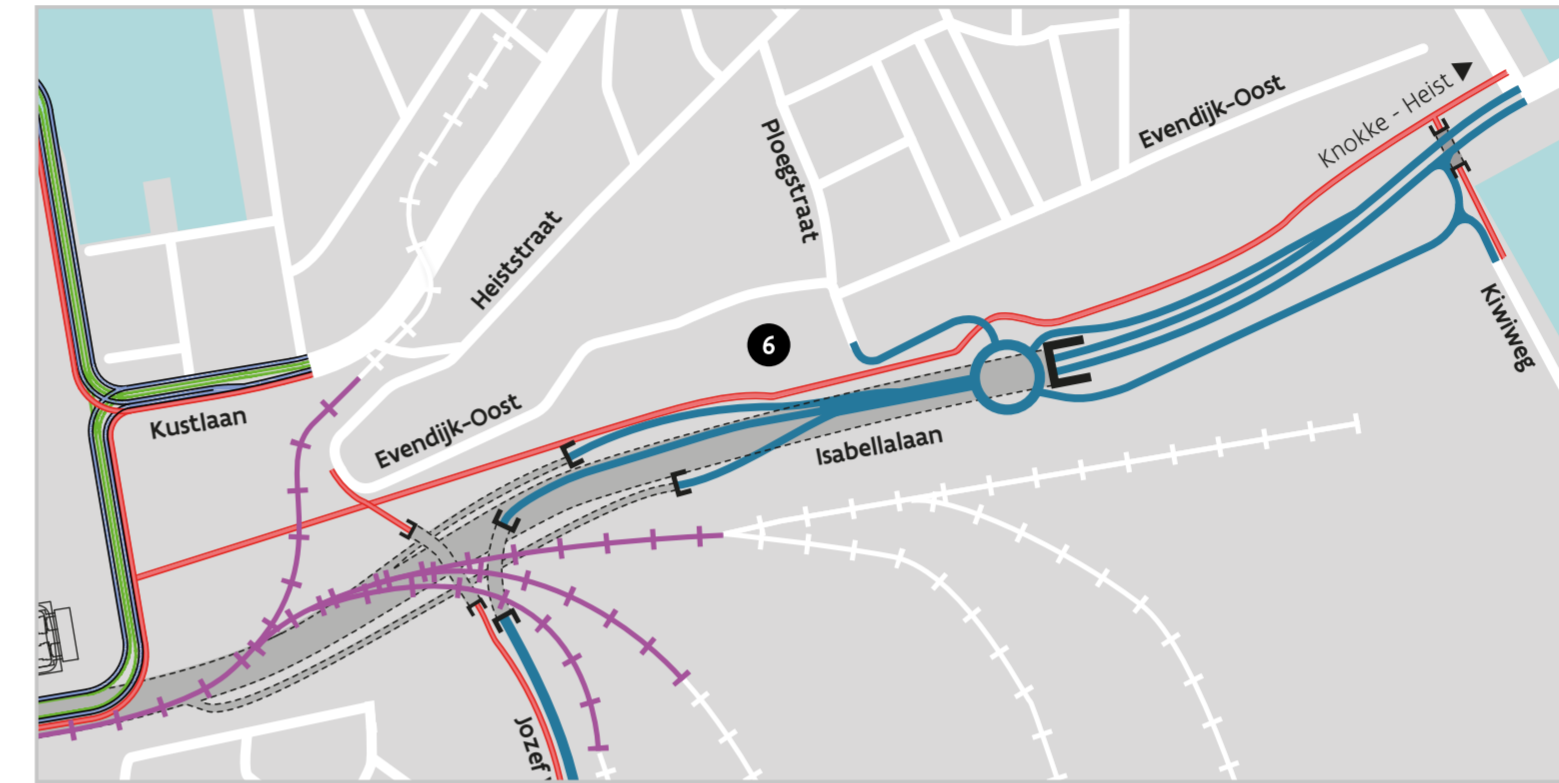 Evendijk-Oost
Knokke - Heist
Ploegstraat
Heiststraat
6
Kiwiweg
Kustlaan
Evendijk-Oost
Isabellalaan
Jozef